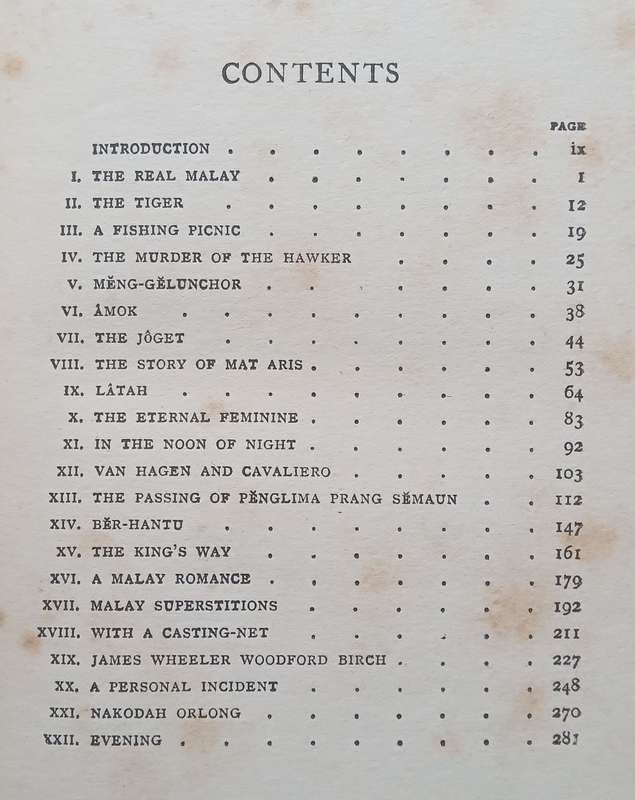 CONTENTS
PAGE
INTRODUCTION . . . . . . . . ix
I. THE REAL MALAY . . . . . . . 1
II. THE TIGER . . . . . . . . 12
III. A FISHING PICNIC . . . . . . . 19
IV. THE MURDER OF THE HAWKER . . . . 25
V. MĔNG-GĔLUNCHOR . . . . . . . 31
VI. ÂMOK . . . . . . . . . 38
VII. THE JÔGET . . . . . . . . 44
VIII. THE STORY OF MAT ARIS . . . . . . 53
IX. LÂTAH . . . . . . . . . 64
X. THE ETERNAL FEMININE . . . . . . 83
XI. IN THE NOON OF NIGHT . . . . . . 92
XII. VAN HAGEN AND CAVALIERO . . . . . 103
XIII. THE PASSING OF PĔNGLIMA PRANG SĔMAUN . . 112
XIV. BĔR-HANTU . . . . . . . . 147
XV. THE KING'S WAY . . . . . . . 161
XVI. A MALAY ROMANCE . . . . . . . 179
XVII. MALAY SUPERSTITIONS . . . . . . 192
XVIII. WITH A CASTING-NET . . . . . . 211
XIX. JAMES WHEELER WOODFORD BIRCH . . . . 227
XX. A PERSONAL INCIDENT . . . . . . 248
XXI. NAKODAH ORLONG . . . . . . . 270
XXII. EVENING . . . . . . . . . 281